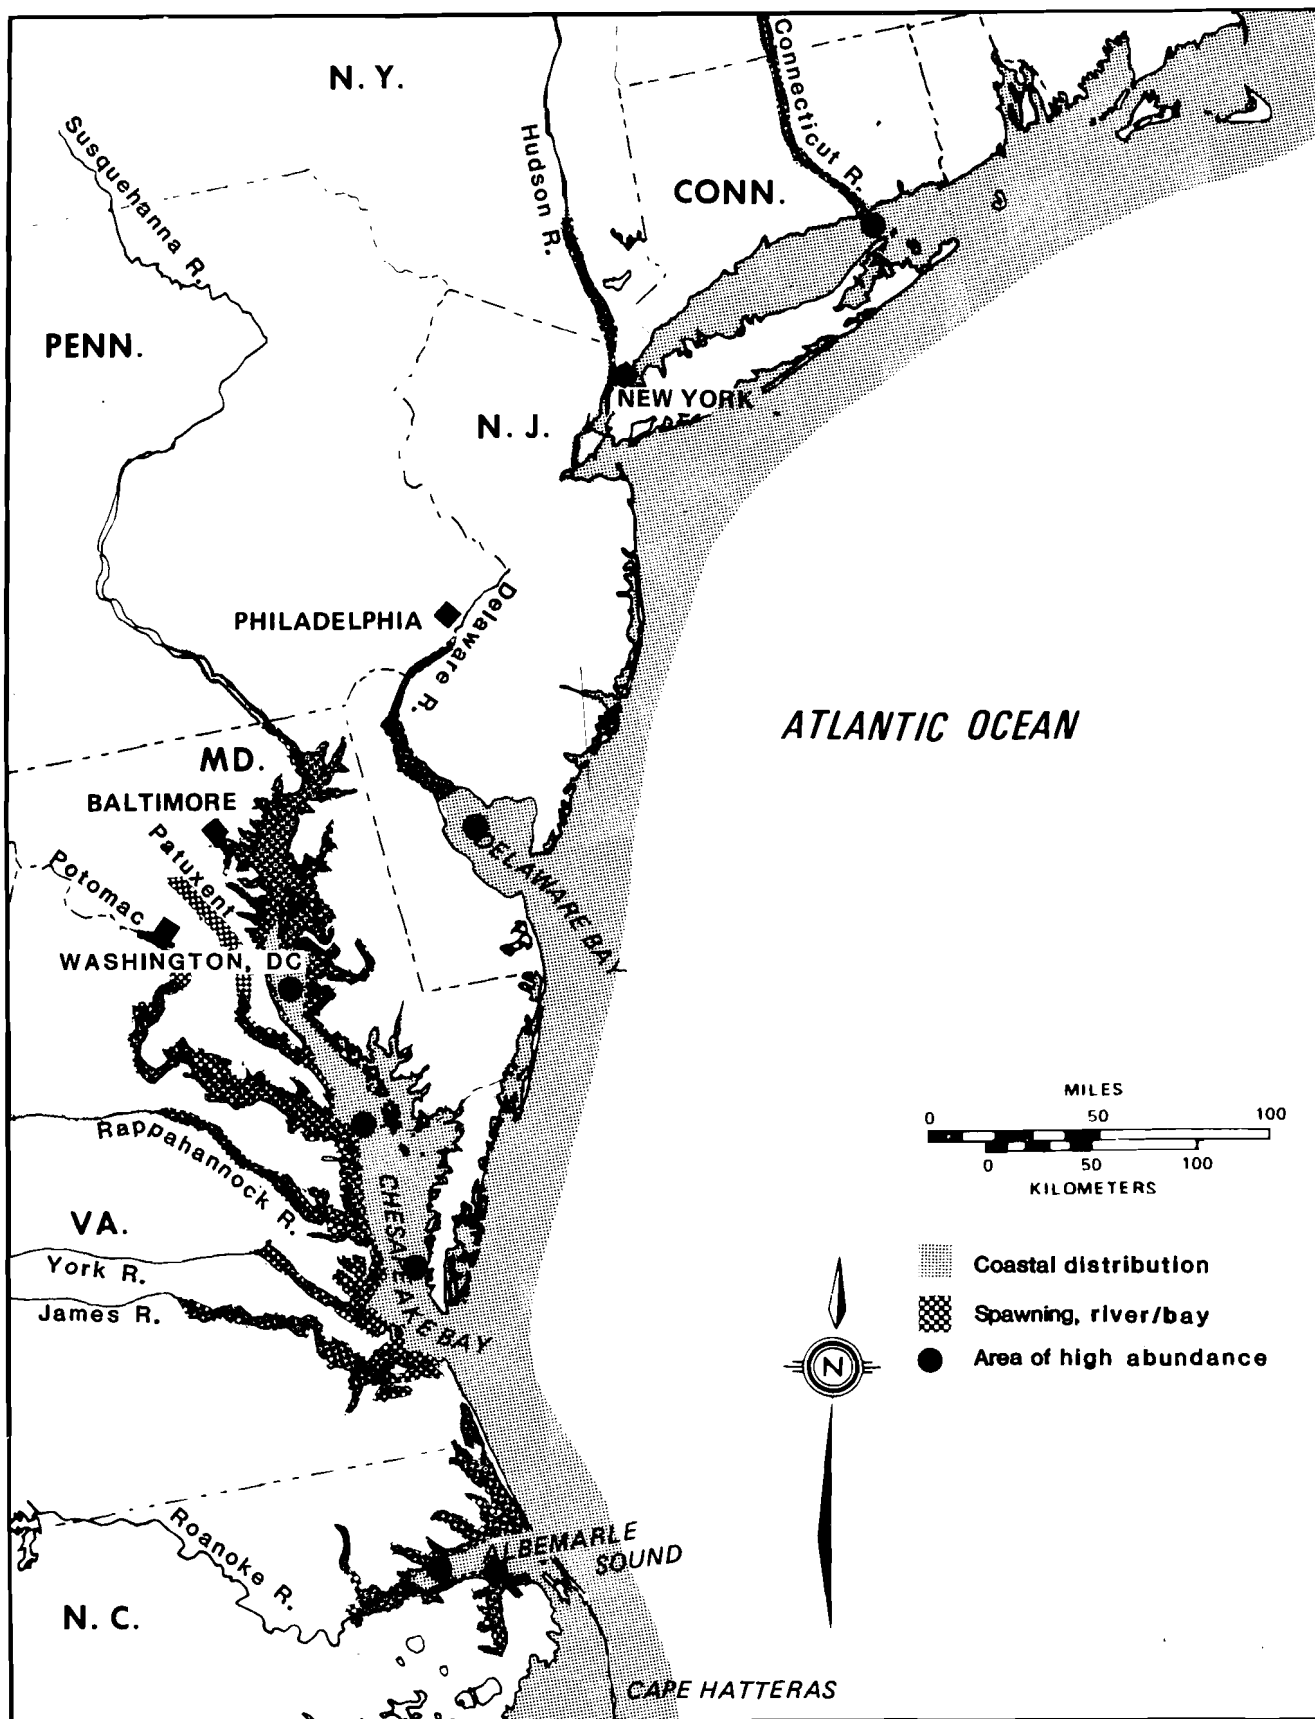 N. Y.
Connecticut R.
Susquehanna R.
Hudson R.
CONN.
PENN.
NEW YORK
N. J.
PHILADELPHIA
Delaware R.
ATLANTIC OCEAN
MD.
BALTIMORE
Patuxent
Potomac
DELAWARE BAY
WASHINGTON, DC
MILES
0 50 100
0 50 100
KILOMETERS
Rappahannock R.
CHESAPEAKE BAY
VA.
York R.
James R.
Coastal distribution
Spawning, river/bay
Area of high abundance
N
Roanoke R.
ALBEMARLE
SOUND
N. C.
CAPE HATTERAS